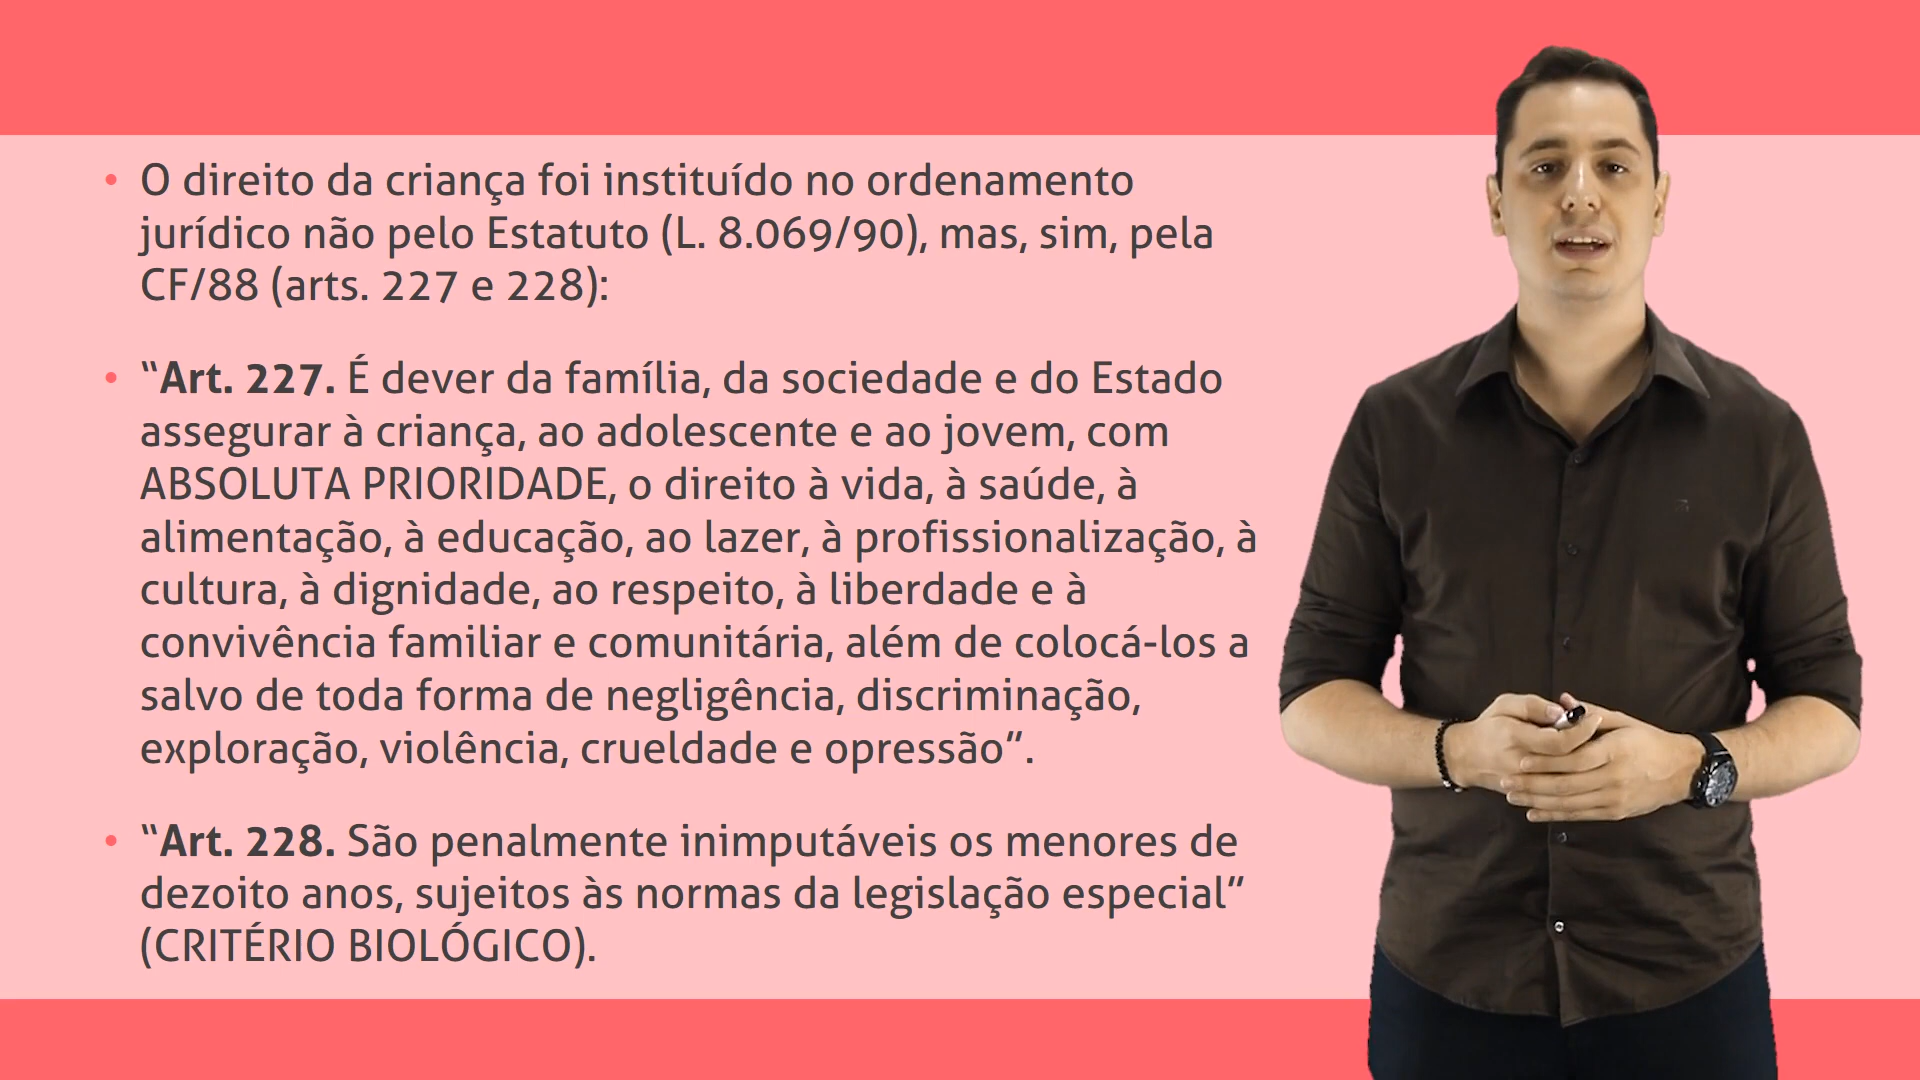 • O direito da criança foi instituído no ordenamento
jurídico não pelo Estatuto (L. 8.069/90), mas, sim, pela
CF/88 (arts. 227 e 228):
• “Art. 227. É dever da família, da sociedade e do Estado
assegurar à criança, ao adolescente e ao jovem, com
ABSOLUTA PRIORIDADE, o direito à vida, à saúde, à
alimentação, à educação, ao lazer, à profissionalização, à
cultura, à dignidade, ao respeito, à liberdade e à
convivência familiar e comunitária, além de colocá-los a
salvo de toda forma de negligência, discriminação,
exploração, violência, crueldade e opressão”.
• “Art. 228. São penalmente inimputáveis os menores de
dezoito anos, sujeitos às normas da legislação especial”
(CRITÉRIO BIOLÓGICO).